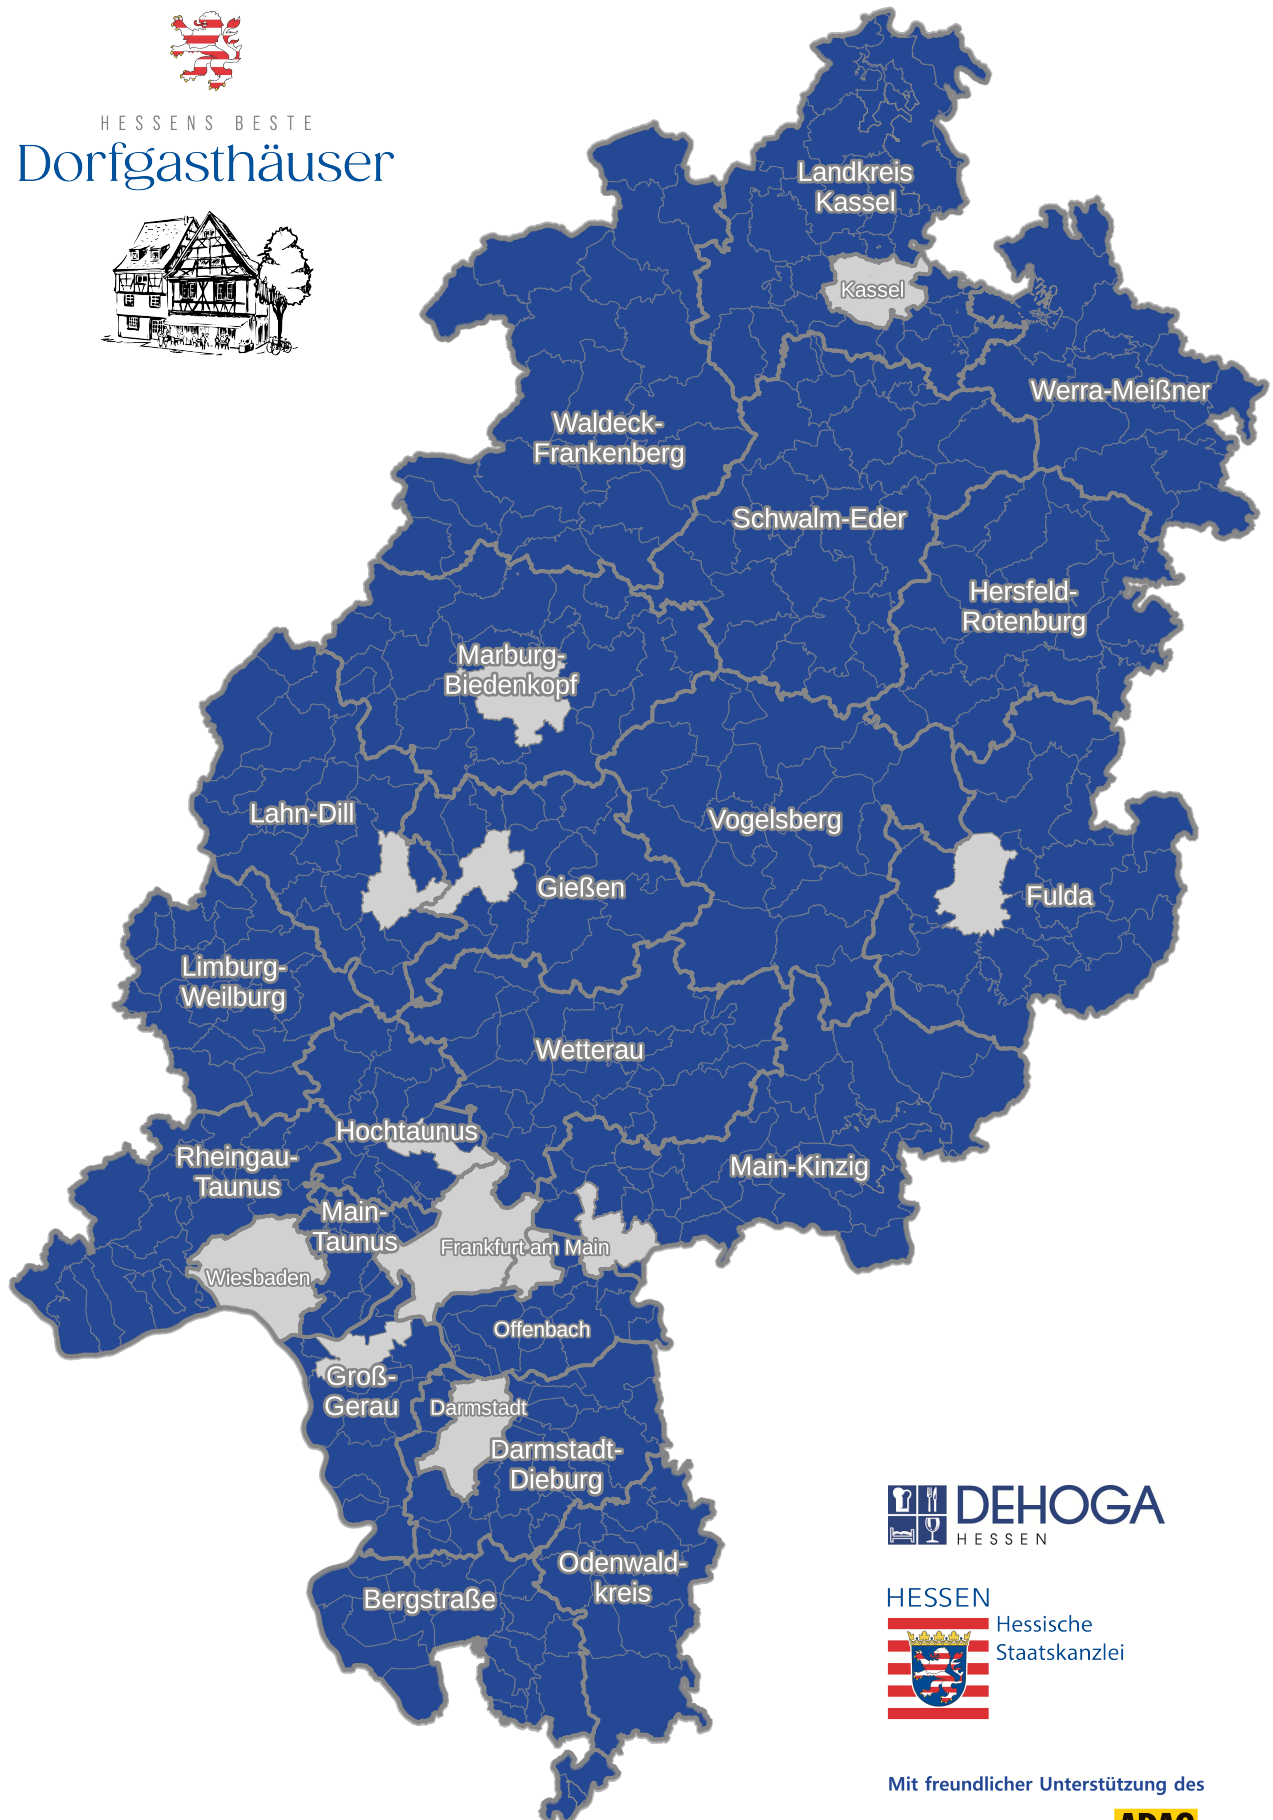 HESSENS BESTE
Dorfgasthäuser
Landkreis
Kassel
Kassel
Werra-Meißner
Waldeck-
Frankenberg
Schwalm-Eder
Hersfeld-
Rotenburg
Marburg-
Biedenkopf
Lahn-Dill
Vogelsberg
Gießen
Fulda
Limburg-
Weilburg
Wetterau
Hochtaunus
Rheingau-
Taunus
Main-Kinzig
Main-
Taunus
Frankfurt am Main
Wiesbaden
Offenbach
Groß-
Gerau
Darmstadt
Darmstadt-
Dieburg
Odenwald-
kreis
Bergstraße
DEHOGA
HESSEN
HESSEN
Hessische
Staatskanzlei
Mit freundlicher Unterstützung des
ADAC